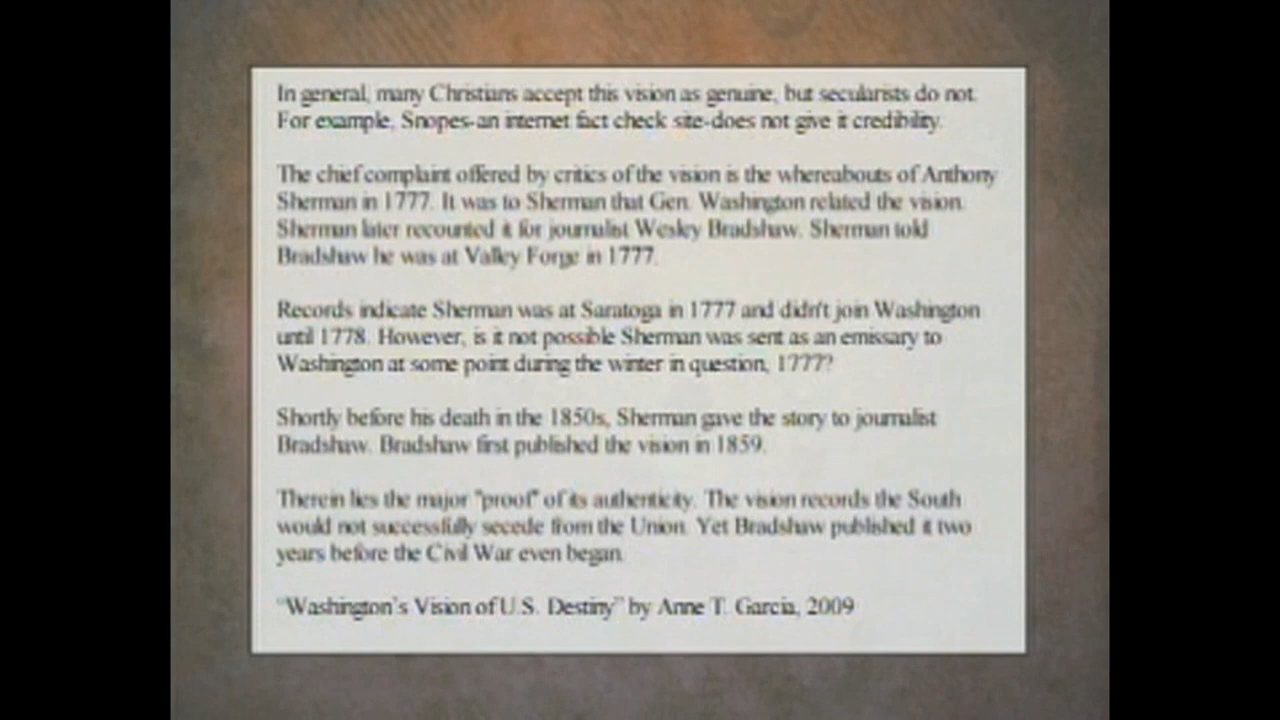 In general, many Christians accept this vision as genuine, but secularists do not.
For example, Snopes-an internet fact check site-does not give it credibility.
The chief complaint offered by critics of the vision is the whereabouts of Anthony
Sherman in 1777. It was to Sherman that Gen. Washington related the vision.
Sherman later recounted it for journalist Wesley Bradshaw. Sherman told
Bradshaw he was at Valley Forge in 1777.
Records indicate Sherman was at Saratoga in 1777 and didn't join Washington
until 1778. However, is it not possible Sherman was sent as an emissary to
Washington at some point during the winter in question, 1777?
Shortly before his death in the 1850s, Sherman gave the story to journalist
Bradshaw. Bradshaw first published the vision in 1859.
Therein lies the major "proof" of its authenticity. The vision records the South
would not successfully secede from the Union. Yet Bradshaw published it two
years before the Civil War even began.
"Washington's Vision of U.S. Destiny" by Anne T. Garcia, 2009